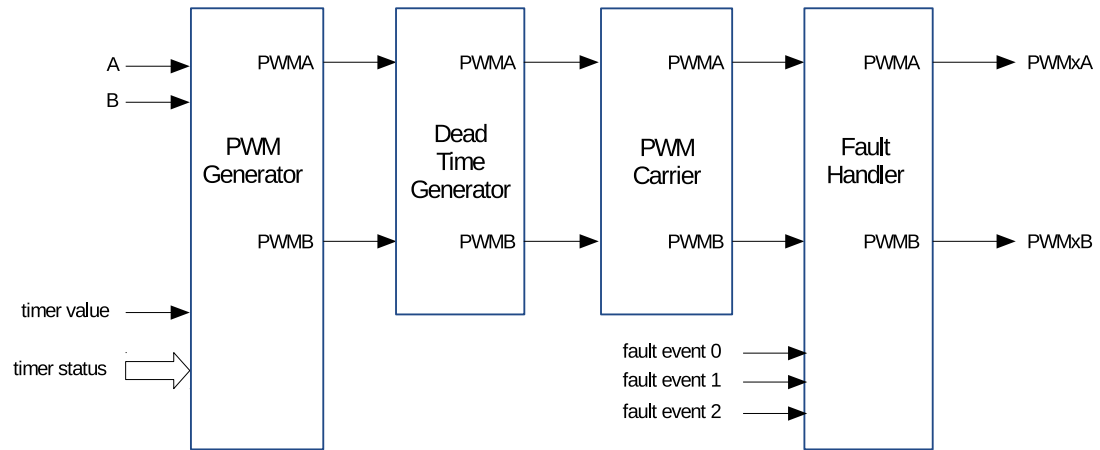 A
B
timer value
timer status
PWMA
PWM
Generator
PWMB
PWMA
Dead
Time
Generator
PWMB
PWMA
PWM
Carrier
PWMB
fault event 0
fault event 1
fault event 2
PWMA
Fault
Handler
PWMB
PWMxA
PWMxB